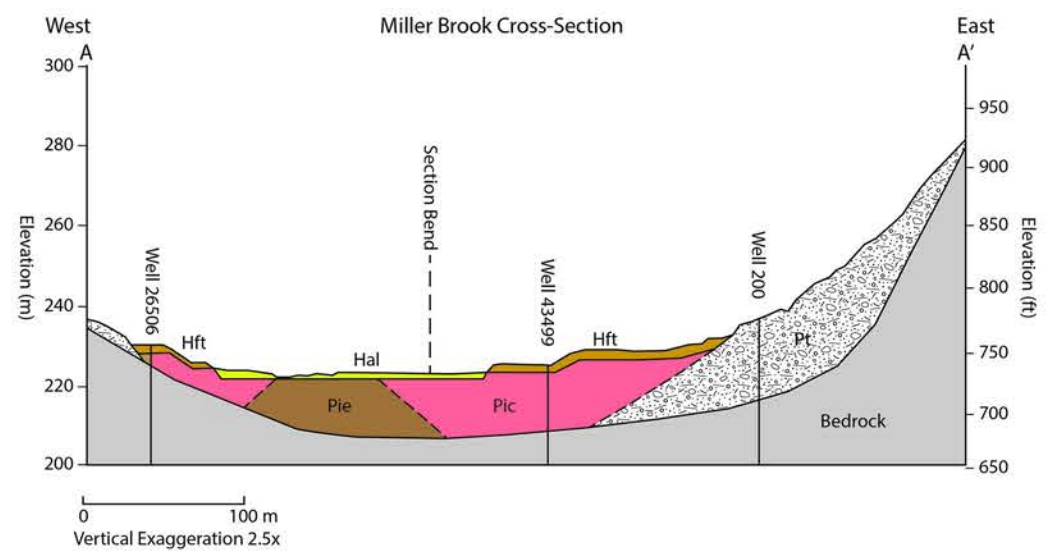 West
Miller Brook Cross-Section
East
A
A'
300
280
260
240
220
200
Elevation (m)
950
900
850
800
750
700
650
Elevation (ft)
Well 26506
Section Bend
Well 43499
Well 200
Hft
Hal
Hft
Pt
Pie
Pic
Bedrock
0 100 m
Vertical Exaggeration 2.5x